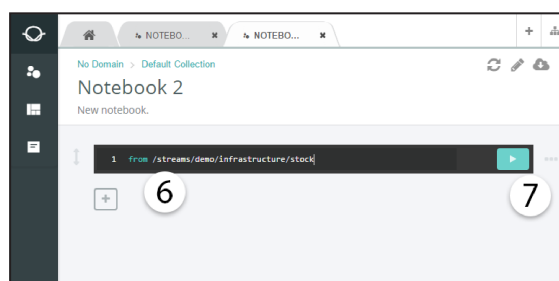 NOTEBO... × NOTEBO... ×
No Domain > Default Collection
Notebook 2
New notebook.
1 from /streams/demo/infrastructure/stock
6
7